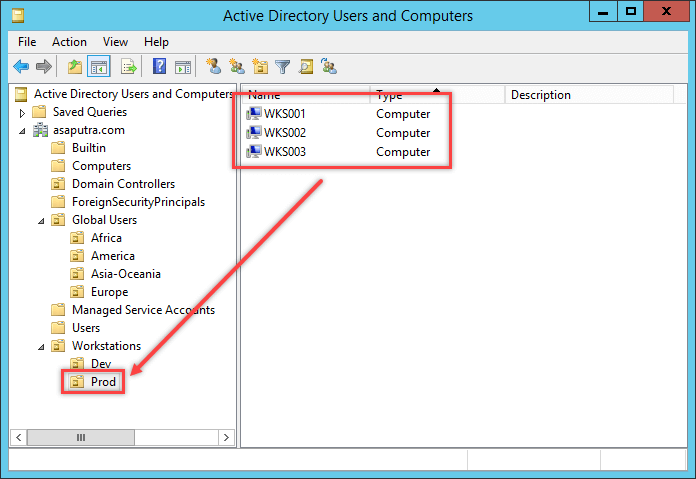 Active Directory Users and Computers
File Action View Help
Active Directory Users and Computers
Saved Queries
asaputra.com
Builtin
Computers
Domain Controllers
ForeignSecurityPrincipals
Global Users
Africa
America
Asia-Oceania
Europe
Managed Service Accounts
Users
Workstations
Dev
Prod
Name Type Description
WKS001 Computer
WKS002 Computer
WKS003 Computer